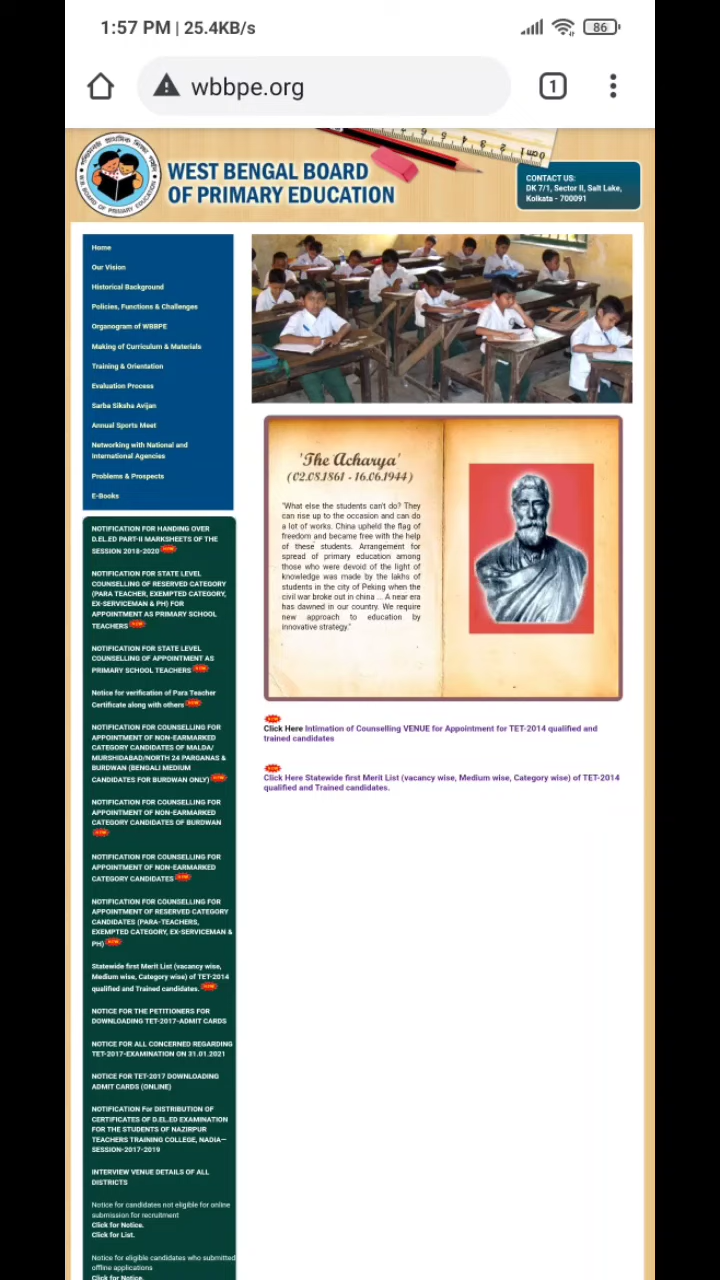 1:57 PM | 25.4KB/s
86
wbbpe.org
1
WEST BENGAL BOARD
OF PRIMARY EDUCATION
CONTACT US:
DK 7/1, Sector II, Salt Lake,
Kolkata - 700091
Home
Our Vision
Historical Background
Policies, Functions & Challenges
Organogram of WBBPE
Making of Curriculum & Materials
Training & Orientation
Evaluation Process
Sarba Siksha Avijan
Annual Sports Meet
Networking with National and
International Agencies
Problems & Prospects
E-Books
NOTIFICATION FOR HANDING OVER
D.EL.ED PART-II MARKSHEETS OF THE
SESSION 2018-2020 NEW
NOTIFICATION FOR STATE LEVEL
COUNSELLING OF RESERVED CATEGORY
(PARA TEACHER, EXEMPTED CATEGORY,
EX-SERVICEMAN & PH) FOR
APPOINTMENT AS PRIMARY SCHOOL
TEACHERS NEW
NOTIFICATION FOR STATE LEVEL
COUNSELLING OF APPOINTMENT AS
PRIMARY SCHOOL TEACHERS NEW
Notice for verification of Para Teacher
Certificate along with others NEW
NOTIFICATION FOR COUNSELLING FOR
APPOINTMENT OF NON-EARMARKED
CATEGORY CANDIDATES OF MALDA/
MURSHIDABAD/NORTH 24 PARGANAS &
BURDWAN (BENGALI MEDIUM
CANDIDATES FOR BURDWAN ONLY) NEW
NOTIFICATION FOR COUNSELLING FOR
APPOINTMENT OF NON-EARMARKED
CATEGORY CANDIDATES OF BURDWAN
NEW
NOTIFICATION FOR COUNSELLING FOR
APPOINTMENT OF NON-EARMARKED
CATEGORY CANDIDATES NEW
NOTIFICATION FOR COUNSELLING FOR
APPOINTMENT OF RESERVED CATEGORY
CANDIDATES (PARA-TEACHERS,
EXEMPTED CATEGORY, EX-SERVICEMAN &
PH) NEW
Statewide first Merit List (vacancy wise,
Medium wise, Category wise) of TET-2014
qualified and Trained candidates. NEW
NOTICE FOR THE PETITIONERS FOR
DOWNLOADING TET-2017-ADMIT CARDS
NOTICE FOR ALL CONCERNED REGARDING
TET-2017-EXAMINATION ON 31.01.2021
NOTICE FOR TET-2017 DOWNLOADING
ADMIT CARDS (ONLINE)
NOTIFICATION For DISTRIBUTION OF
CERTIFICATES OF D.EL.ED EXAMINATION
FOR THE STUDENTS OF NAZIRPUR
TEACHERS TRAINING COLLEGE, NADIA—
SESSION-2017-2019
INTERVIEW VENUE DETAILS OF ALL
DISTRICTS
Notice for candidates not eligible for online
submission for recruitment
Click for Notice.
Click for List.
Notice for eligible candidates who submitted
offline applications
Click for Notice.
'The Acharya'
(02.08.1861 - 16.06.1944)
"What else the students can't do? They
can rise up to the occasion and can do
a lot of works. China upheld the flag of
freedom and became free with the help
of these students. Arrangement for
spread of primary education among
those who were devoid of the light of
knowledge was made by the lakhs of
students in the city of Peking when the
civil war broke out in china ... A near era
has dawned in our country. We require
new approach to education by
innovative strategy."
NEW
Click Here Intimation of Counselling VENUE for Appointment for TET-2014 qualified and
trained candidates
NEW
Click Here Statewide first Merit List (vacancy wise, Medium wise, Category wise) of TET-2014
qualified and Trained candidates.